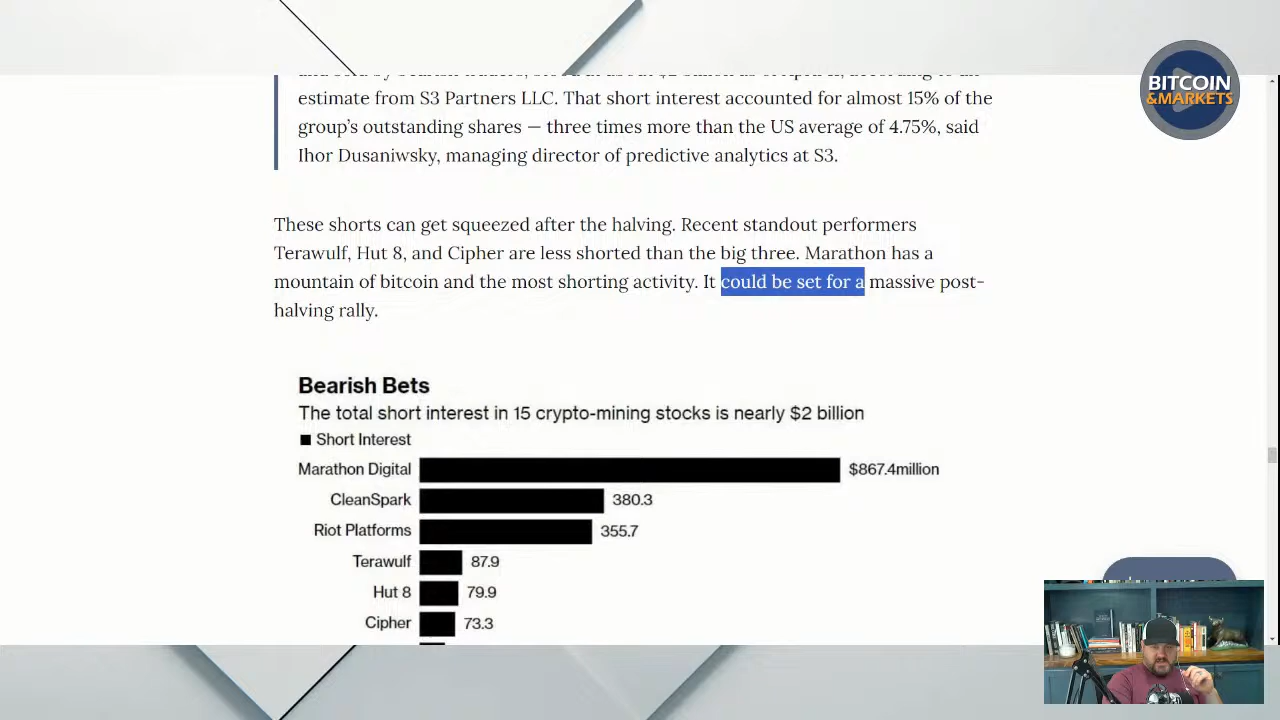 BITCOIN
&MARKETS
estimate from S3 Partners LLC. That short interest accounted for almost 15% of the
group's outstanding shares — three times more than the US average of 4.75%, said
Ihor Dusaniwsky, managing director of predictive analytics at S3.
These shorts can get squeezed after the halving. Recent standout performers
Terawulf, Hut 8, and Cipher are less shorted than the big three. Marathon has a
mountain of bitcoin and the most shorting activity. It could be set for a massive post-
halving rally.
Bearish Bets
The total short interest in 15 crypto-mining stocks is nearly $2 billion
Short Interest
Marathon Digital $867.4million
CleanSpark 380.3
Riot Platforms 355.7
Terawulf 87.9
Hut 8 79.9
Cipher 73.3